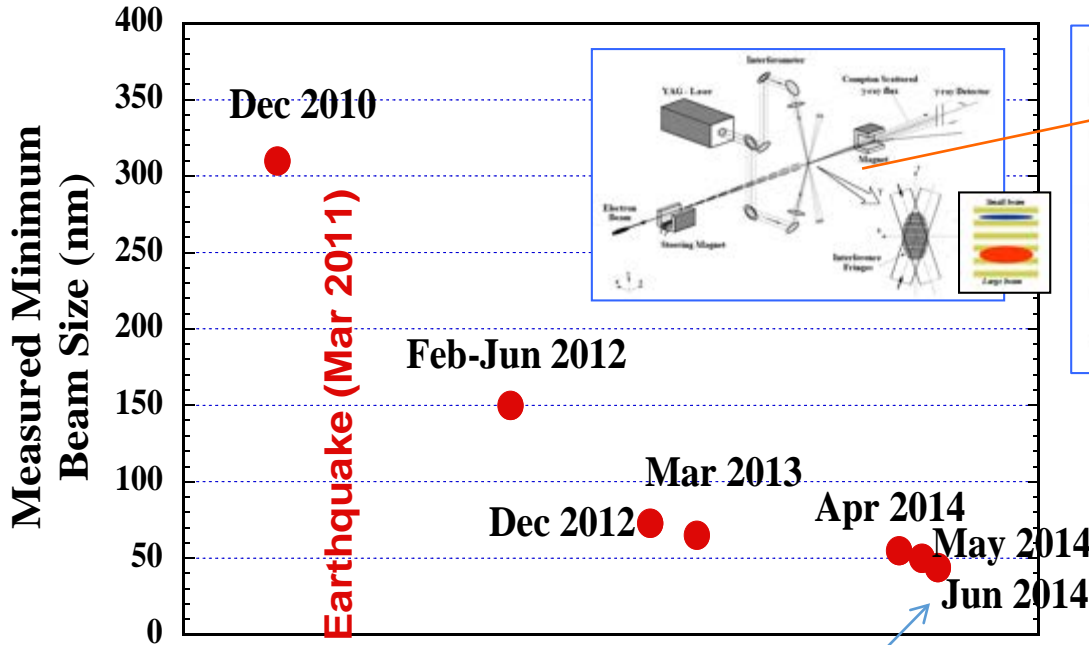 400
350
300
250
200
150
100
50
0
Measured Minimum
Beam Size (nm)
Dec 2010
Earthquake (Mar 2011)
Feb-Jun 2012
Dec 2012
Mar 2013
Apr 2014
May 2014
Jun 2014
Interferometer
YAG - Laser
Compton Scattered
γ-ray flux
γ-ray Detector
Magnet
Electron
Beam
Steering Magnet
Interference
Fringes
Small beam
Large beam